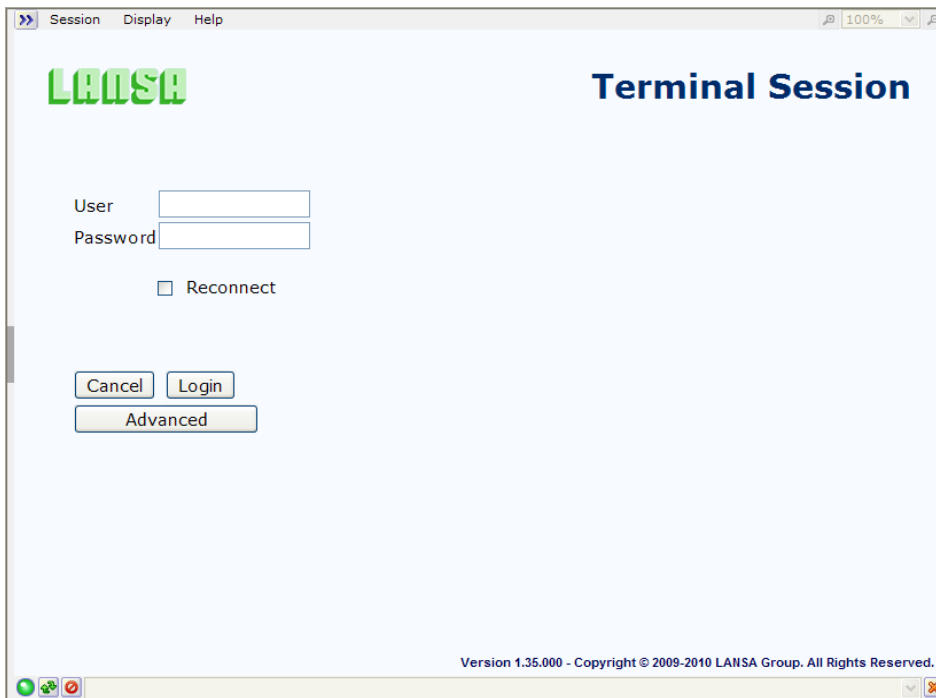 Session Display Help 100%
LANSA Terminal Session
User
Password
Reconnect
Cancel Login
Advanced
Version 1.35.000 - Copyright © 2009-2010 LANSA Group. All Rights Reserved.